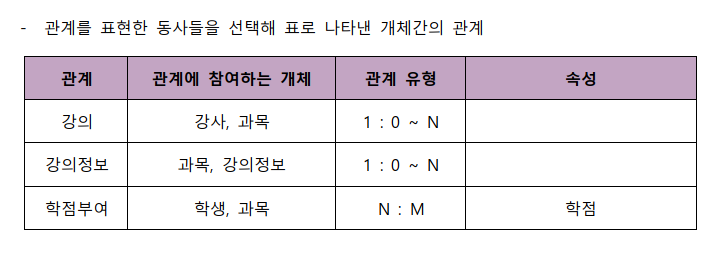 - 관계를 표현한 동사들을 선택해 표로 나타낸 개체간의 관계
관계 관계에 참여하는 개체 관계 유형 속성
강의 강사, 과목 1 : 0 ~ N
강의정보 과목, 강의정보 1 : 0 ~ N
학점부여 학생, 과목 N : M 학점